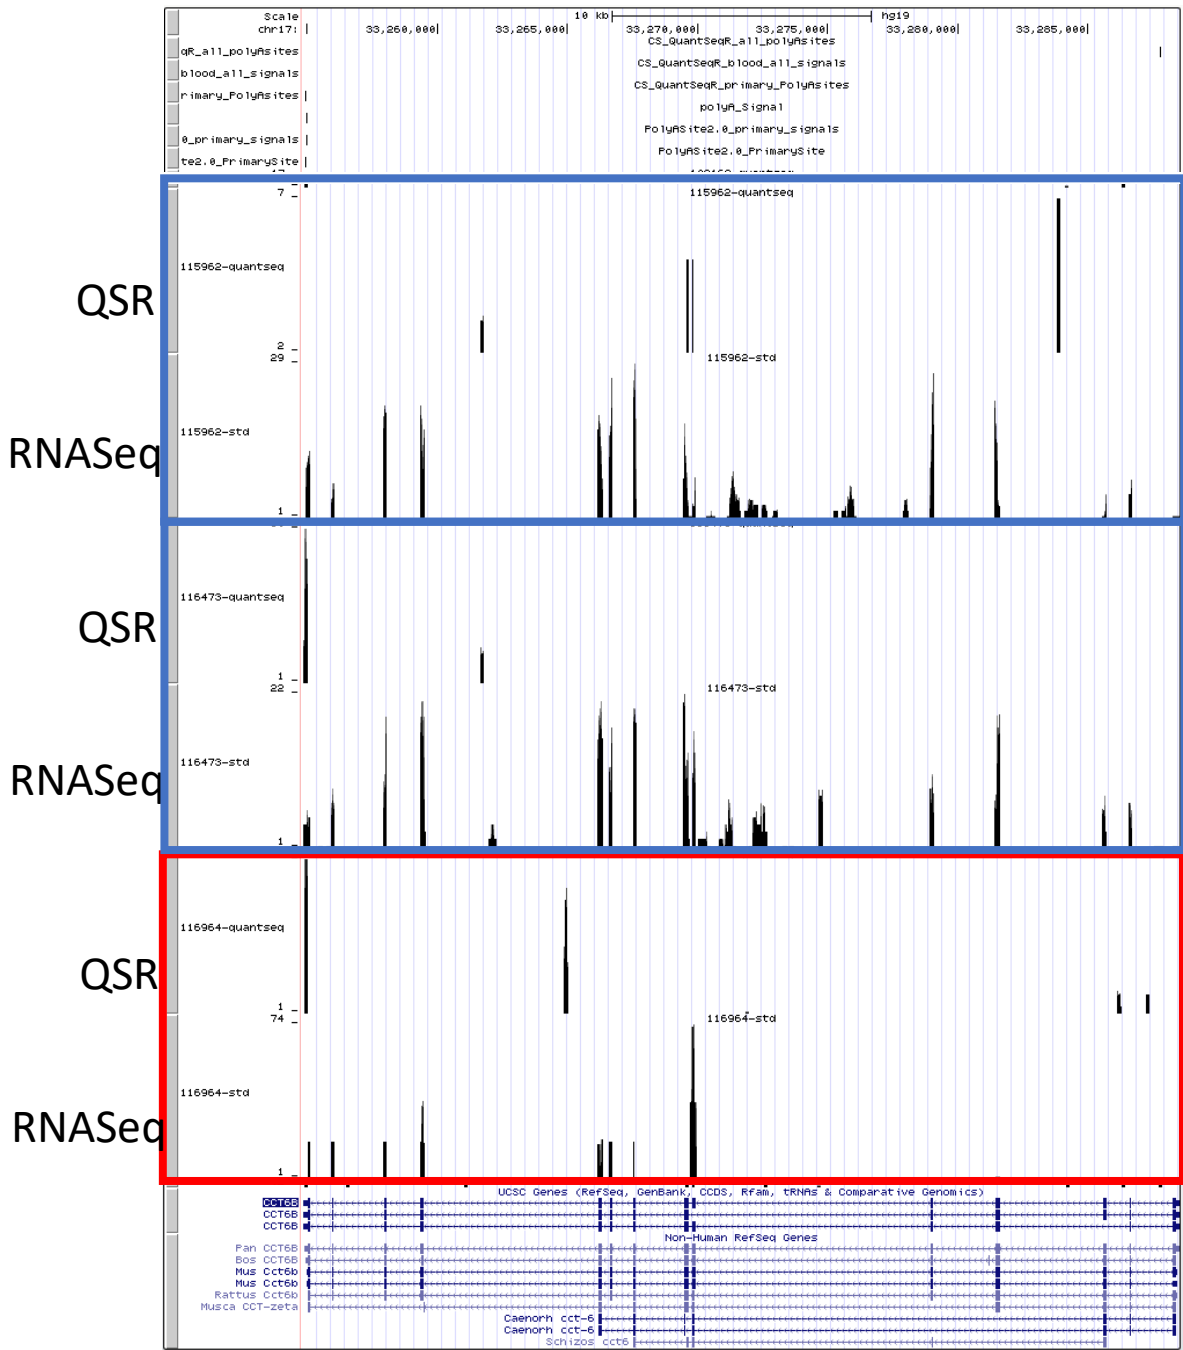 Scale 10 kb hg19
chr17: 33,260,000 33,265,000 33,270,000 33,275,000 33,280,000 33,285,000
CS_QuantSeqR_all_polyAsites
qR_all_polyAsites
CS_QuantSeqR_blood_all_signals
blood_all_signals
CS_QuantSeqR_primary_PolyAsites
rimary_PolyAsites
polyA_Signal
PolyASite2.0_primary_signals
0_primary_signals
PolyASite2.0_PrimarySite
te2.0_PrimarySite
7 _ 115962-quantseq
115962-quantseq
QSR
2 _
29 _ 115962-std
115962-std
RNASeq
1 _
116473-quantseq
QSR
1 _
22 _ 116473-std
116473-std
RNASeq
1 _
116964-quantseq
QSR
1 _
74 _ 116964-std
116964-std
RNASeq
1 _
UCSC Genes (RefSeq, GenBank, CCDS, Rfam, tRNAs & Comparative Genomics)
CCT6B
CCT6B
CCT6B
Non-Human RefSeq Genes
Pan CCT6B
Bos CCT6B
Mus Cct6b
Mus Cct6b
Rattus Cct6b
Musca CCT-zeta
Caenorh cct-6
Caenorh cct-6
Schizos cct6